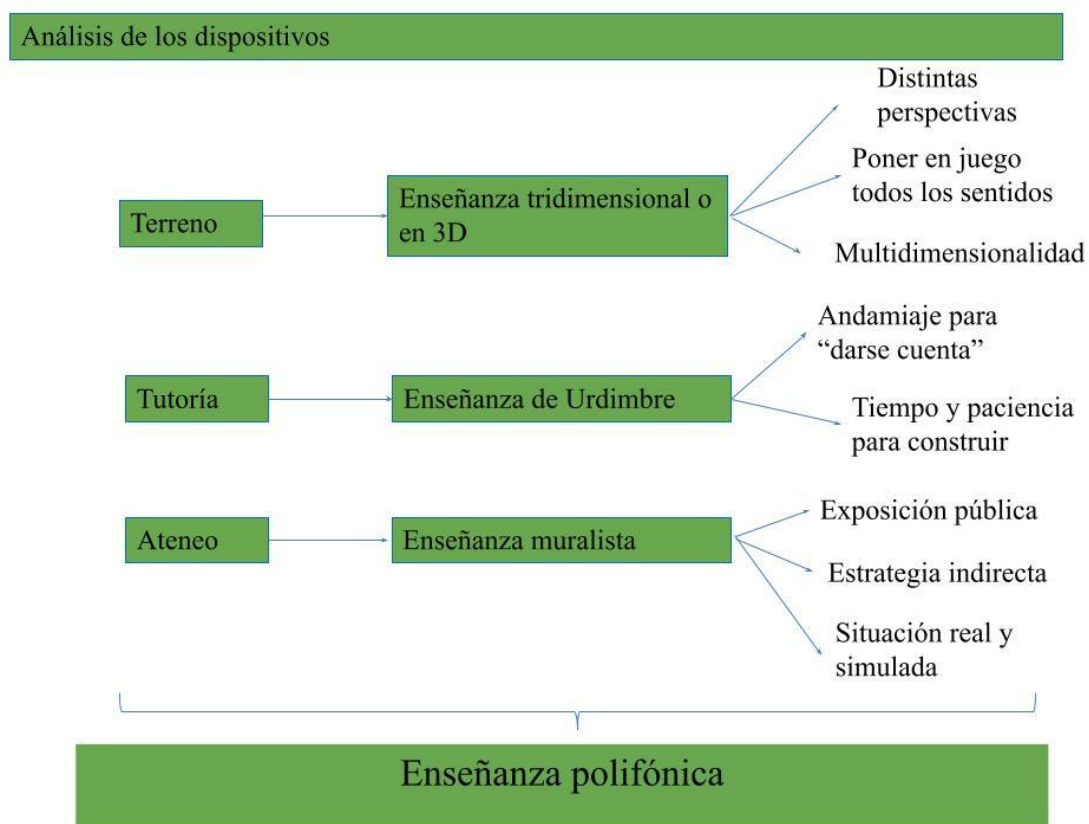 Análisis de los dispositivos
Terreno
Enseñanza tridimensional o
en 3D
Distintas
perspectivas
Poner en juego
todos los sentidos
Multidimensionalidad
Tutoría
Enseñanza de Urdimbre
Andamiaje para
“darse cuenta”
Tiempo y paciencia
para construir
Ateneo
Enseñanza muralista
Exposición pública
Estrategia indirecta
Situación real y
simulada
Enseñanza polifónica